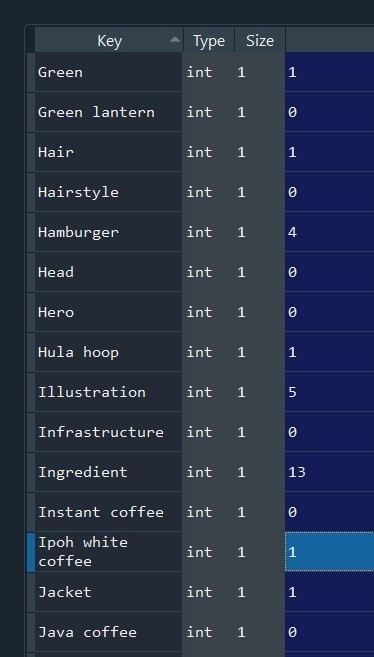 Key Type Size
Green int 1 1
Green lantern int 1 0
Hair int 1 1
Hairstyle int 1 0
Hamburger int 1 4
Head int 1 0
Hero int 1 0
Hula hoop int 1 1
Illustration int 1 5
Infrastructure int 1 0
Ingredient int 1 13
Instant coffee int 1 0
Ipoh white
coffee int 1 1
Jacket int 1 1
Java coffee int 1 0